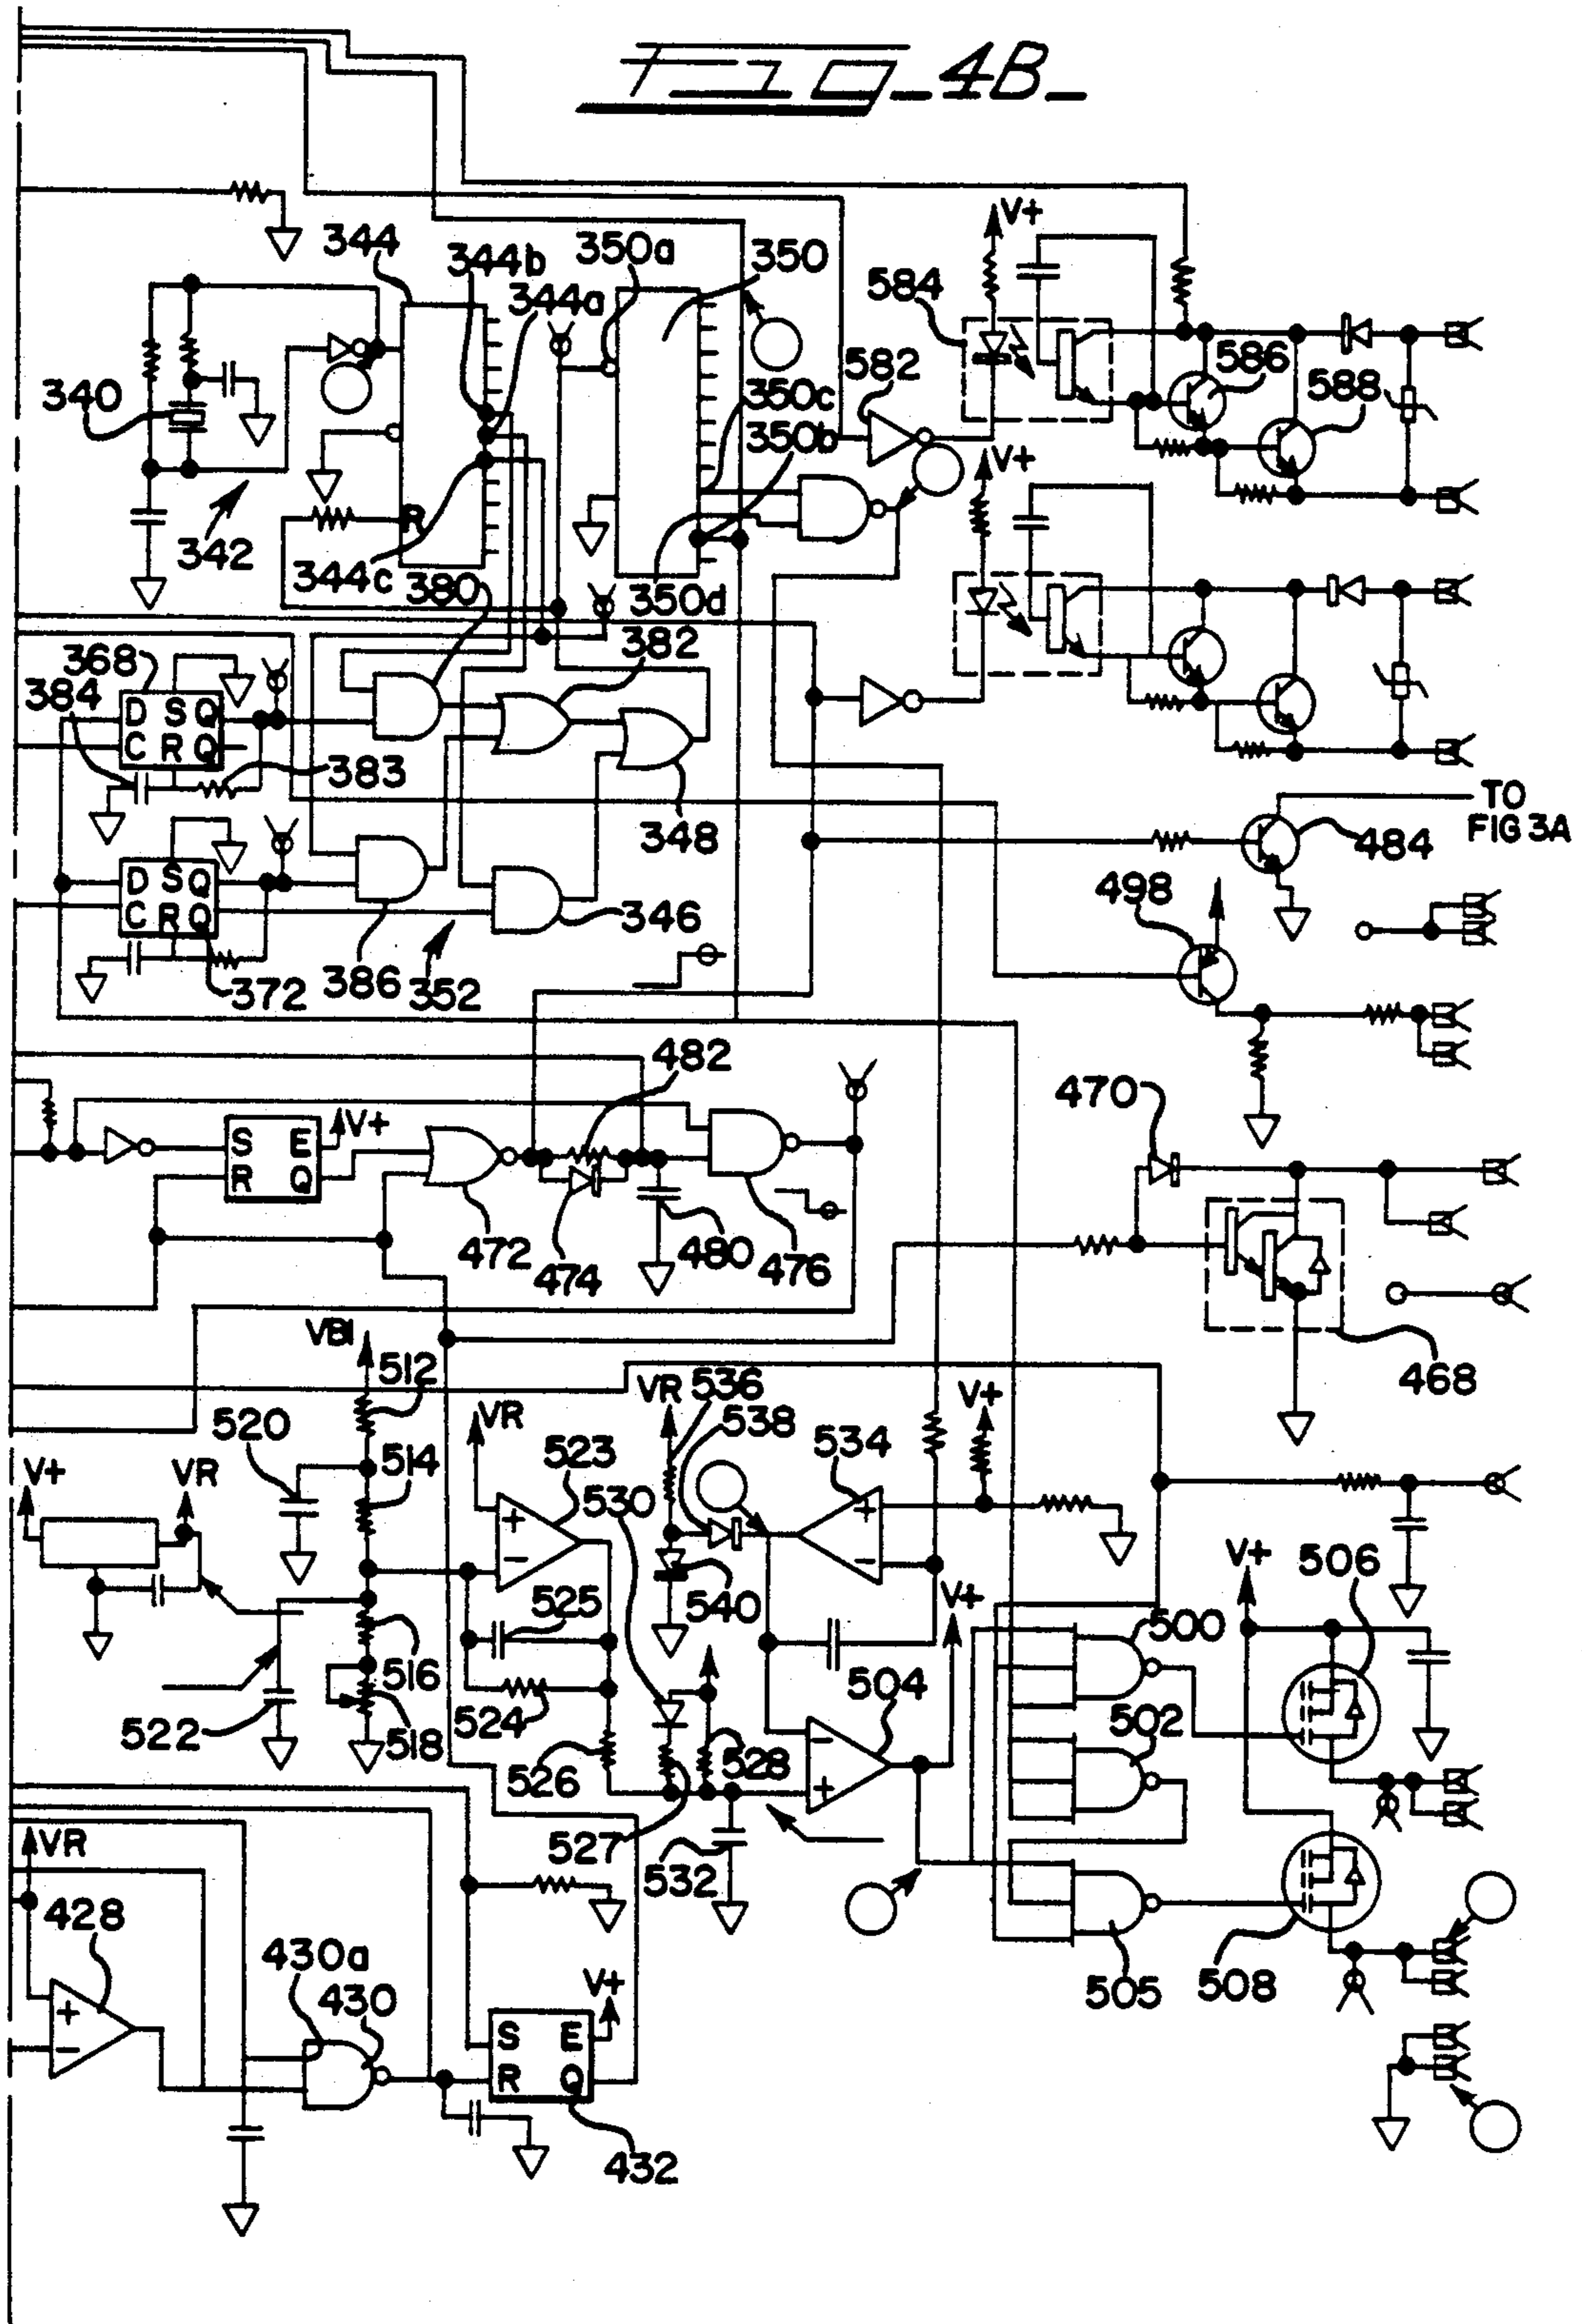 FIG_4B_
V+
344
344b
350a
350
344a
584
340
582
586
588
350c
350b
V+
342
R
344c
380
350d
382
368
384
D S Q
C R Q
383
348
TO
FIG 3A
484
498
D S Q
C R Q
346
372
386
352
482
470
V+
S E
R Q
472
474
480
476
VB1
512
468
520
514
VR
523
VR
536
538
534
V+
V+
VR
530
+
-
+
-
540
V+
506
525
V+
500
516
524
504
502
522
518
526
528
-
+
527
532
VR
428
430a
430
V+
505
508
+
-
S E
R Q
432